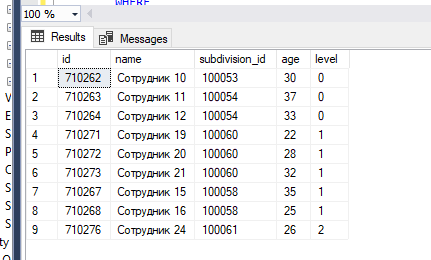 WHERE
100 %
Results Messages
id name subdivision_id age level
1 710262 Сотрудник 10 100053 30 0
2 710263 Сотрудник 11 100054 37 0
3 710264 Сотрудник 12 100054 33 0
4 710271 Сотрудник 19 100060 22 1
5 710272 Сотрудник 20 100060 28 1
6 710273 Сотрудник 21 100060 32 1
7 710267 Сотрудник 15 100058 35 1
8 710268 Сотрудник 16 100058 25 1
9 710276 Сотрудник 24 100061 26 2